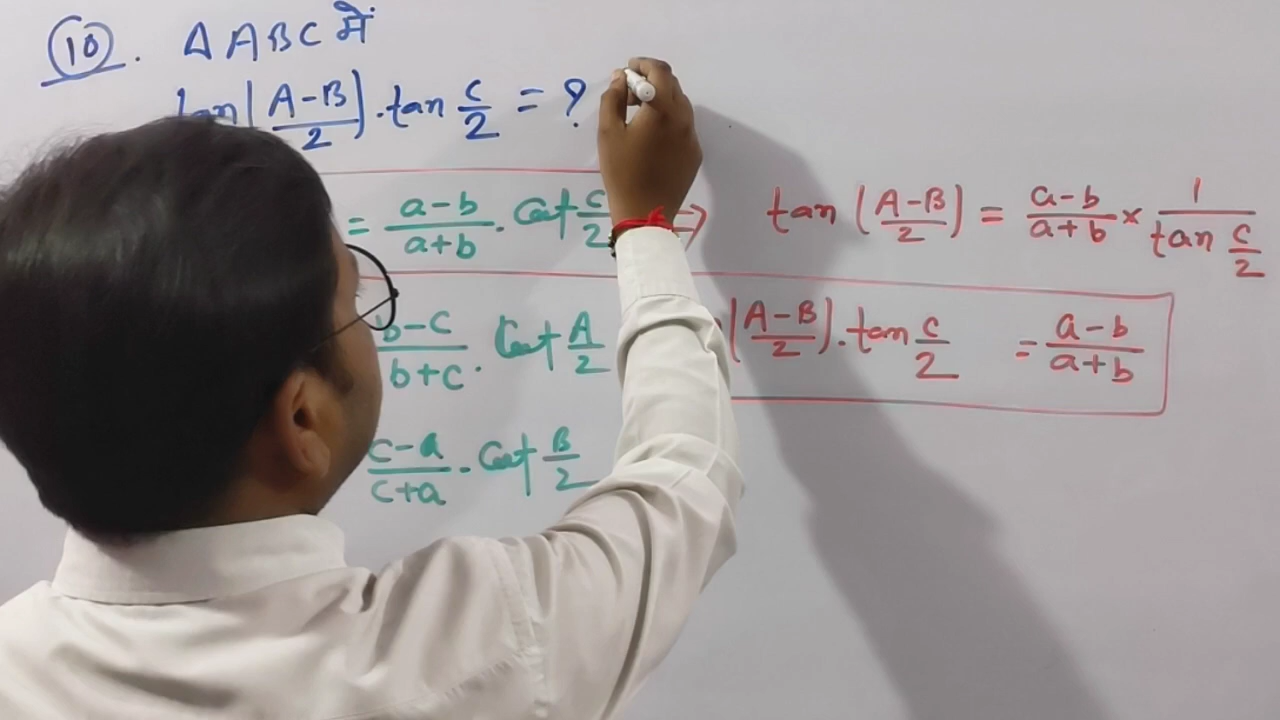 10. Δ ABC में
tan(A-B/2).tan C/2 = ?
= a-b/a+b . Cot C/2 ⇒ tan (A-B/2) = a-b/a+b × 1/tan C/2
b-c/b+c . Cot A/2
(A-B/2).tan C/2 = a-b/a+b
c-a/c+a . Cot B/2